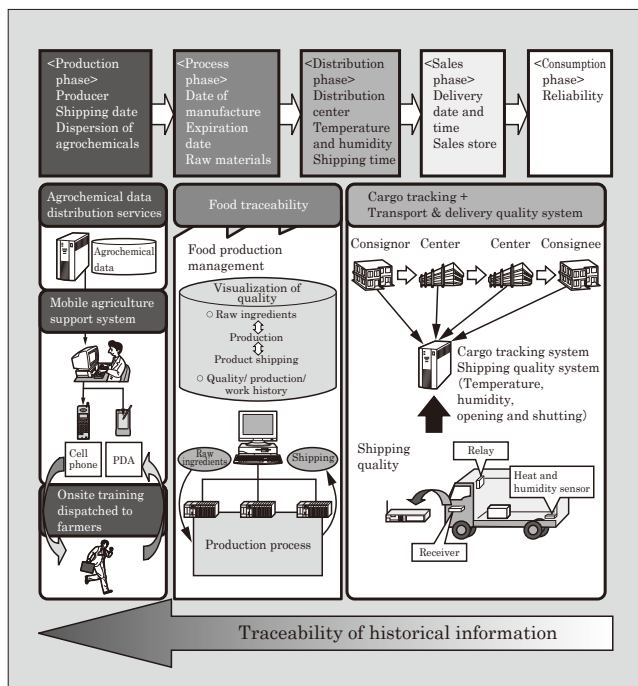 <Production
phase>
Producer
Shipping date
Dispersion of
agrochemicals
<Process
phase>
Date of
manufacture
Expiration
date
Raw materials
<Distribution
phase>
Distribution
center
Temperature
and humidity
Shipping time
<Sales
phase>
Delivery
date and
time
Sales store
<Consumption
phase>
Reliability
Agrochemical data
distribution services
Agrochemical
data
Mobile agriculture
support system
Cell
phone
PDA
Onsite training
dispatched to
farmers
Food traceability
Food production
management
Visualization of
quality
○ Raw ingredients
Production
Product shipping
○ Quality/ production/
work history
Raw
ingredients
Shipping
Production process
Cargo tracking +
Transport & delivery quality system
Consignor
Center
Center
Consignee
Cargo tracking system
Shipping quality system
(Temperature,
humidity,
opening and shutting)
Shipping
quality
Relay
Heat and
humidity sensor
Receiver
Traceability of historical information